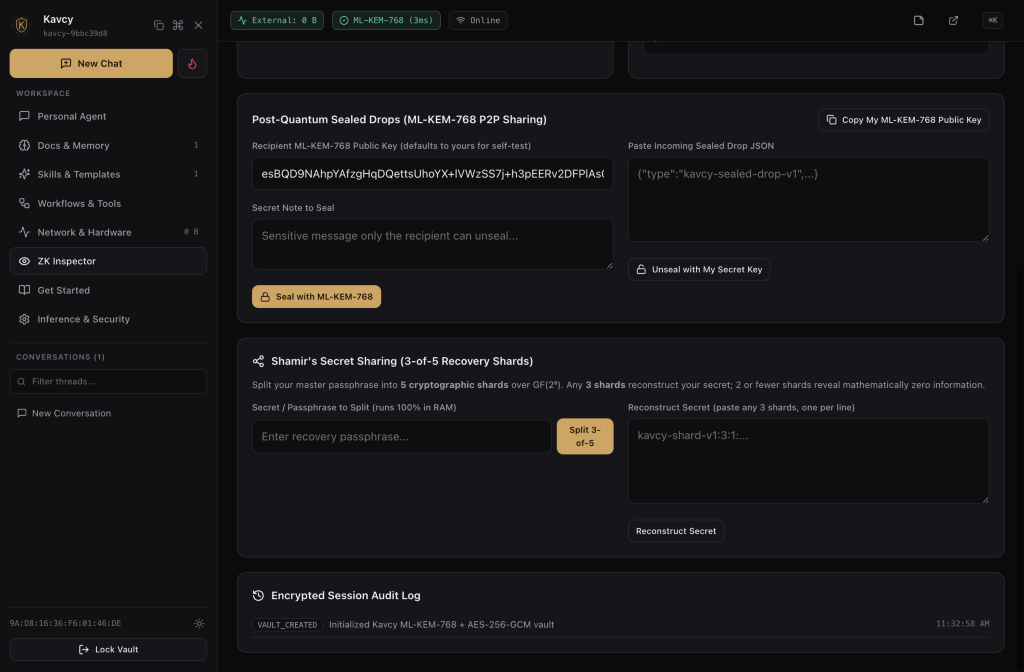 Kavcy
kavcy-9bbc39d8
New Chat
WORKSPACE
Personal Agent
Docs & Memory 1
Skills & Templates 1
Workflows & Tools
Network & Hardware 0 B
ZK Inspector
Get Started
Inference & Security
CONVERSATIONS (1)
Filter threads...
New Conversation
9A:D8:16:36:F6:01:46:DE
Lock Vault
External: 0 B
ML-KEM-768 (3ms)
Online
⌘K
Post-Quantum Sealed Drops (ML-KEM-768 P2P Sharing)
Copy My ML-KEM-768 Public Key
Recipient ML-KEM-768 Public Key (defaults to yours for self-test)
esBQD9NAhpYAfzgHqDQettsUhoYX+lVWzSS7j+h3pEERv2DFPlAs
Secret Note to Seal
Sensitive message only the recipient can unseal...
Seal with ML-KEM-768
Paste Incoming Sealed Drop JSON
{"type":"kavcy-sealed-drop-v1",...}
Unseal with My Secret Key
Shamir's Secret Sharing (3-of-5 Recovery Shards)
Split your master passphrase into 5 cryptographic shards over GF(2⁸). Any 3 shards reconstruct your secret; 2 or fewer shards reveal mathematically zero information.
Secret / Passphrase to Split (runs 100% in RAM)
Enter recovery passphrase...
Split 3-
of-5
Reconstruct Secret (paste any 3 shards, one per line)
kavcy-shard-v1:3:1:...
Reconstruct Secret
Encrypted Session Audit Log
VAULT_CREATED Initialized Kavcy ML-KEM-768 + AES-256-GCM vault 11:32:58 AM